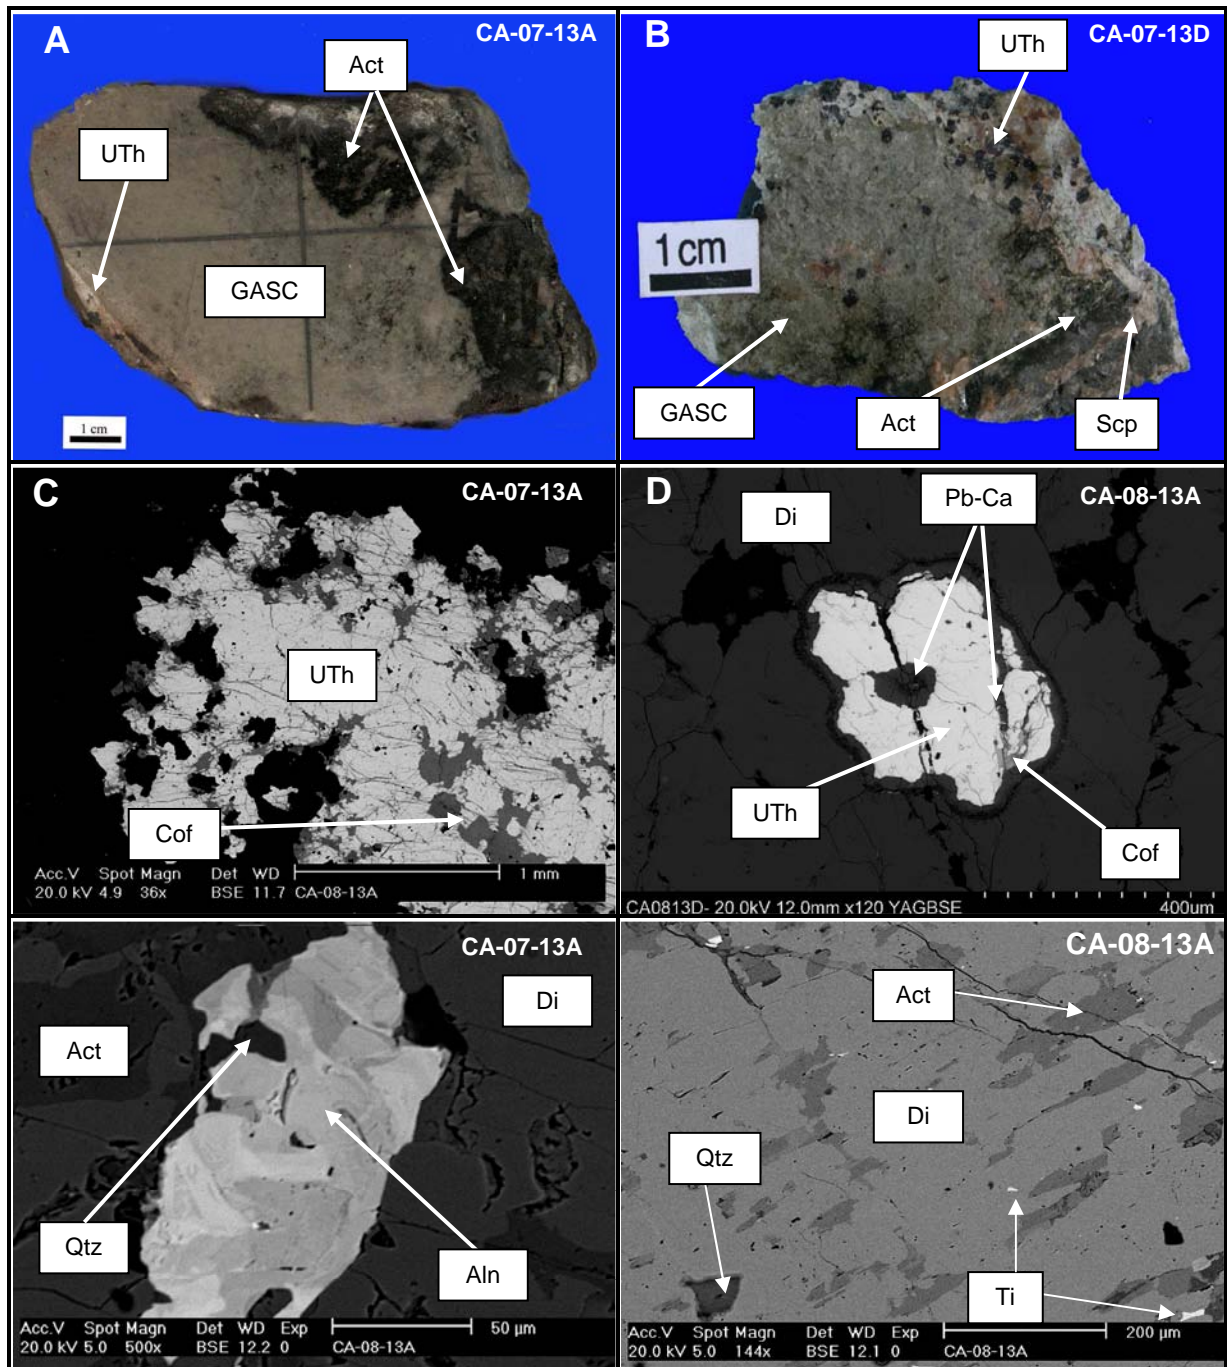 A
CA-07-13A
Act
UTh
GASC
1 cm
B
CA-07-13D
UTh
1 cm
GASC
Act
Scp
C
CA-07-13A
UTh
Cof
Acc.V Spot Magn Det WD 1 mm
20.0 kV 4.9 36x BSE 11.7 CA-08-13A
D
CA-08-13A
Pb-Ca
Di
UTh
Cof
CA0813D- 20.0kV 12.0mm x120 YAGBSE 400um
CA-07-13A
Di
Act
Qtz
Aln
Acc.V Spot Magn Det WD Exp 50 µm
20.0 kV 5.0 500x BSE 12.2 0 CA-08-13A
CA-08-13A
Act
Di
Qtz
Ti
Acc.V Spot Magn Det WD Exp 200 µm
20.0 kV 5.0 144x BSE 12.1 0 CA-08-13A